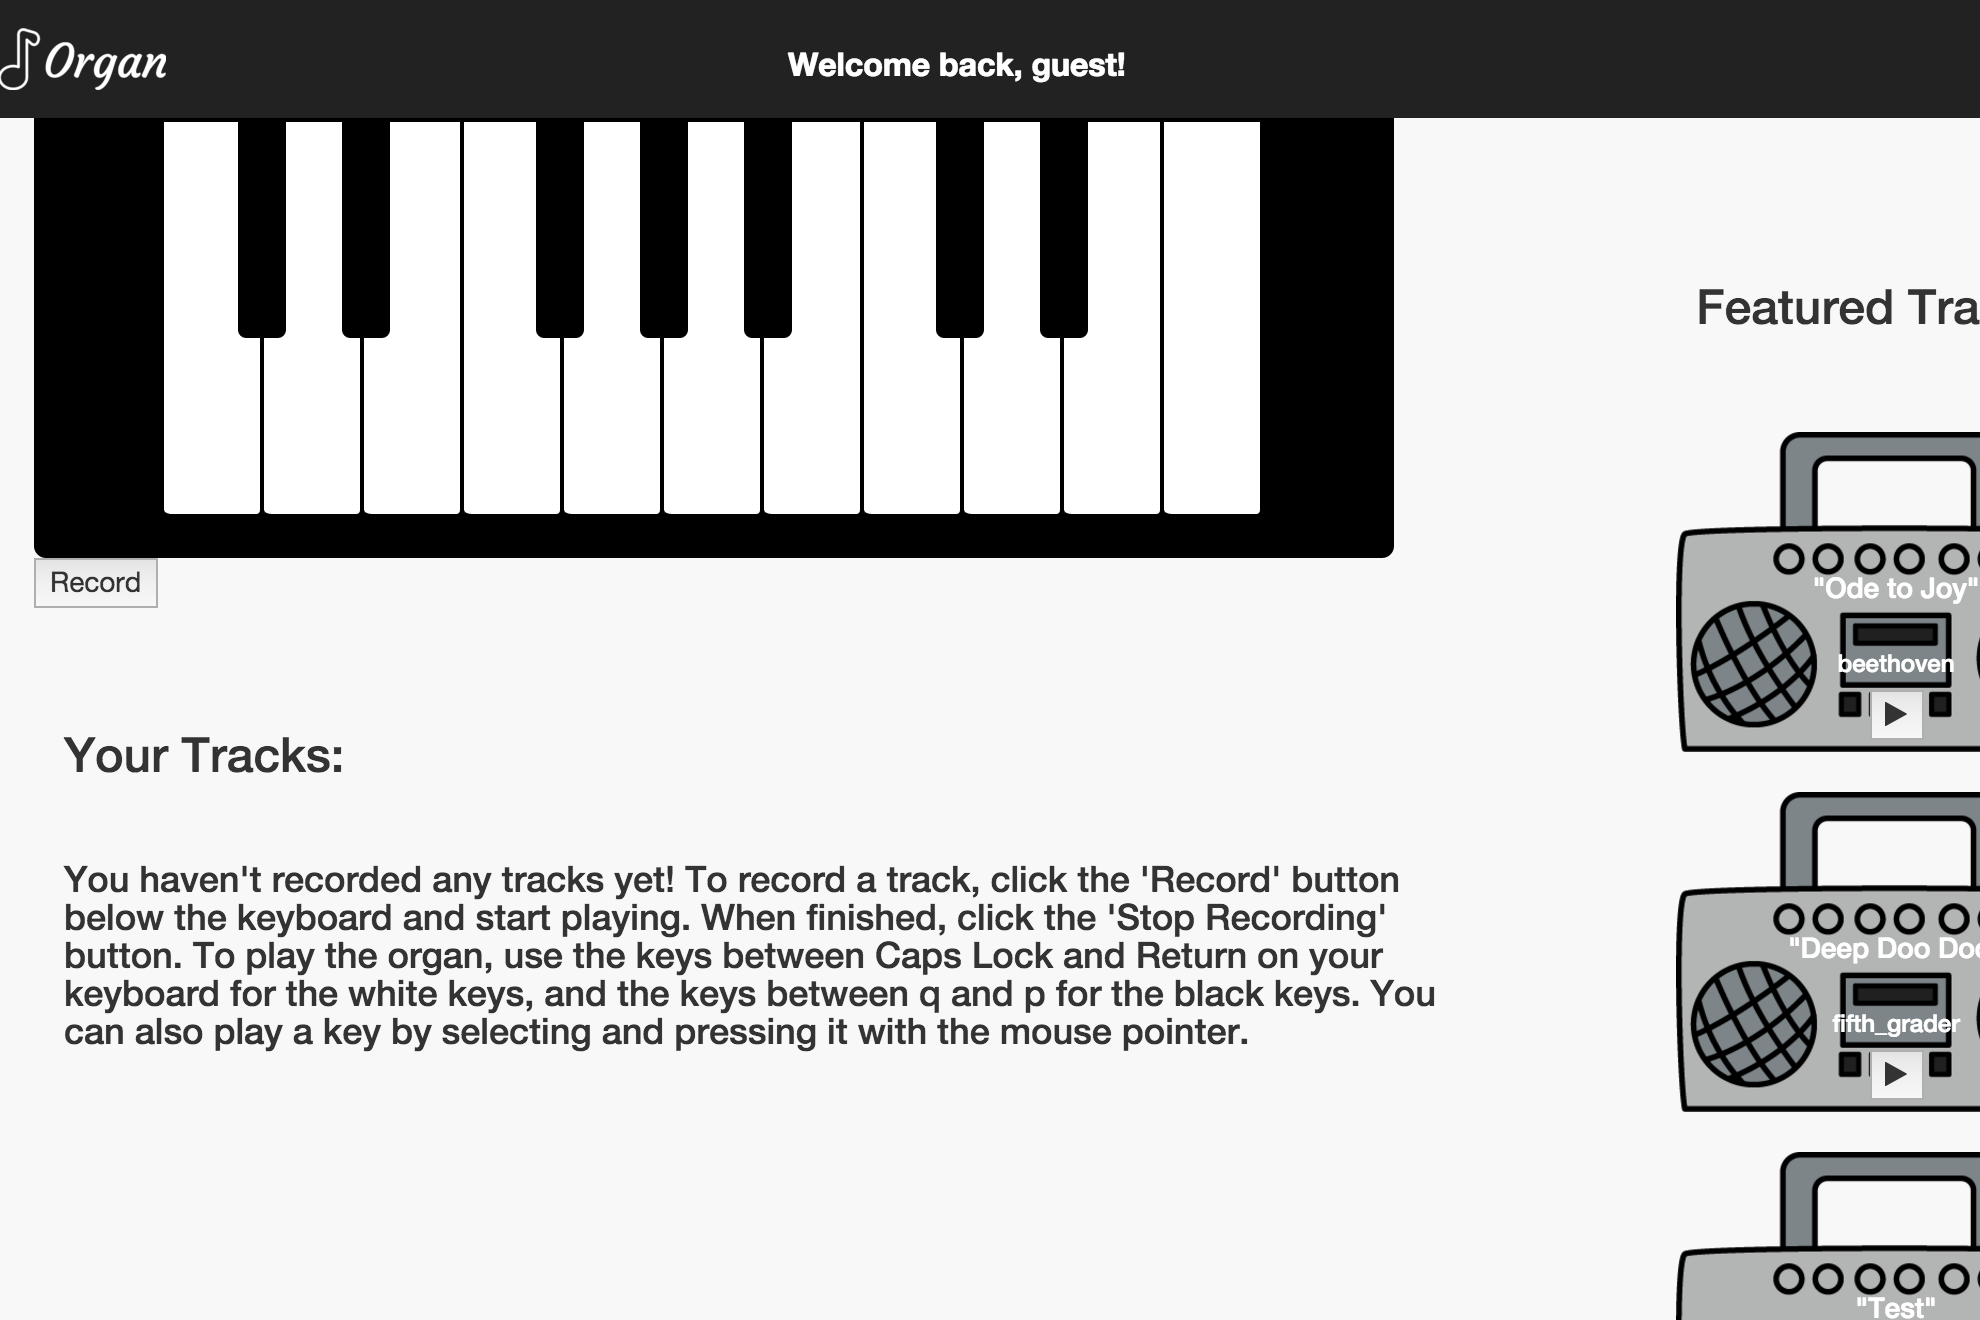 Organ
Welcome back, guest!
Record
Your Tracks:
You haven't recorded any tracks yet! To record a track, click the 'Record' button
below the keyboard and start playing. When finished, click the 'Stop Recording'
button. To play the organ, use the keys between Caps Lock and Return on your
keyboard for the white keys, and the keys between q and p for the black keys. You
can also play a key by selecting and pressing it with the mouse pointer.
Featured Tra
"Ode to Joy"
beethoven
"Deep Doo Doo
fifth_grader
"Test"